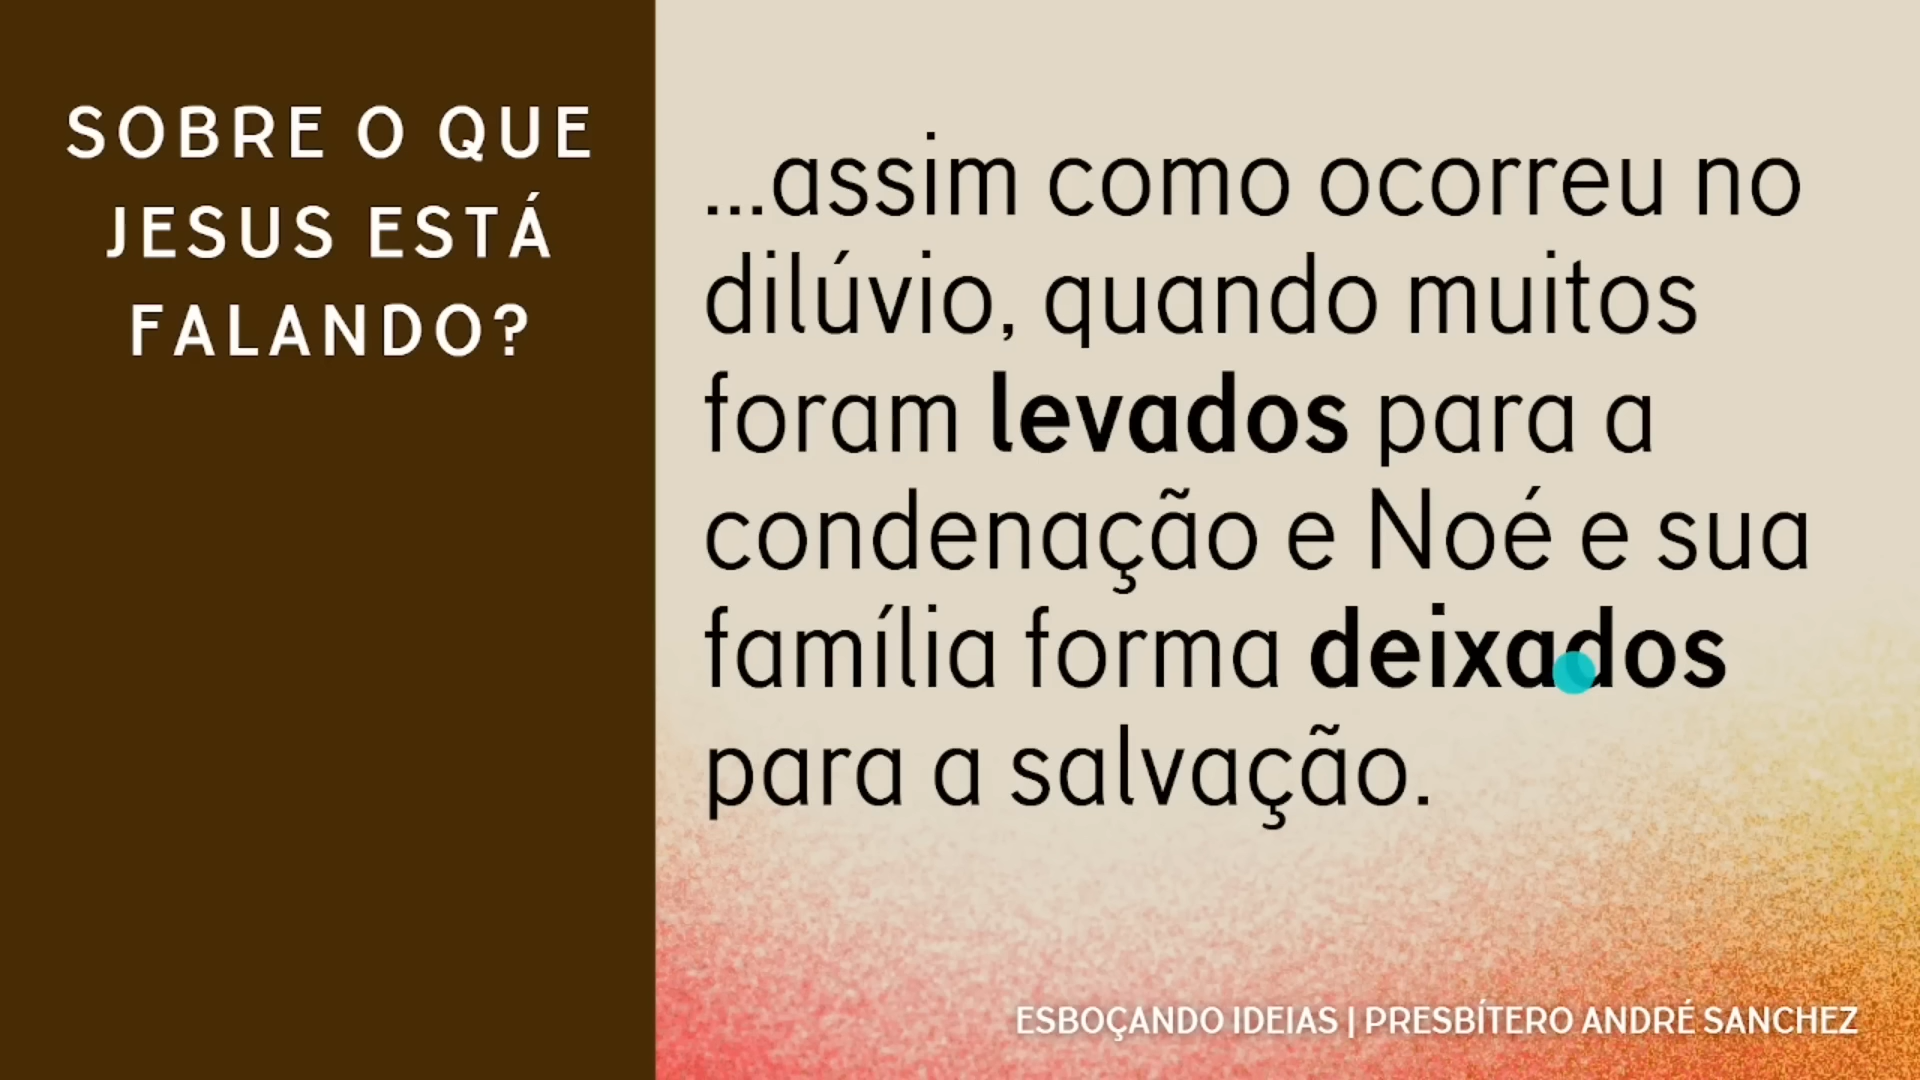 SOBRE O QUE
JESUS ESTÁ
FALANDO?
...assim como ocorreu no
dilúvio, quando muitos
foram levados para a
condenação e Noé e sua
família forma deixados
para a salvação.
ESBOÇANDO IDEIAS | PRESBÍTERO ANDRÉ SANCHEZ